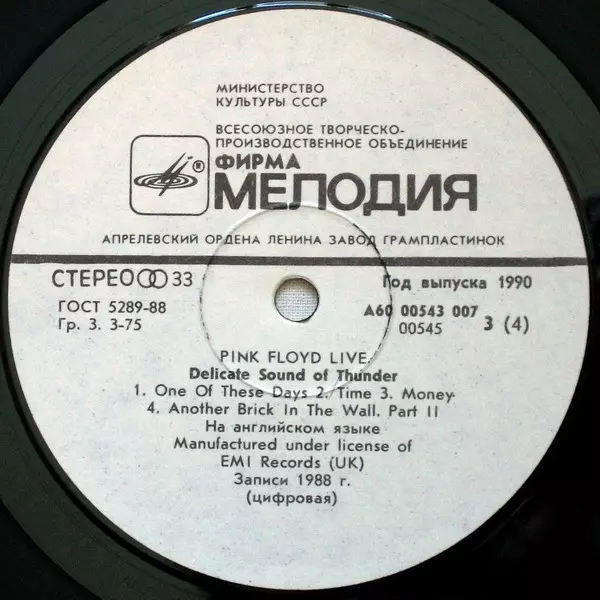 МИНИСТЕРСТВО
КУЛЬТУРЫ СССР
ВСЕСОЮЗНОЕ ТВОРЧЕСКО-
ПРОИЗВОДСТВЕННОЕ ОБЪЕДИНЕНИЕ
ФИРМА
® МЕЛОДИЯ
АПРЕЛЕВСКИЙ ОРДЕНА ЛЕНИНА ЗАВОД ГРАМПЛАСТИНОК
СТЕРЕО 33
Год выпуска 1990
ГОСТ 5289-88
А60 00543 007
Гр. 3. 3-75
00545
3 (4)
PINK FLOYD LIVE.
Delicate Sound of Thunder
1. One Of These Days 2. Time 3. Money
4. Another Brick In The Wall. Part II
На английском языке
Manufactured under license of
EMI Records (UK)
Записи 1988 г.
(цифровая)